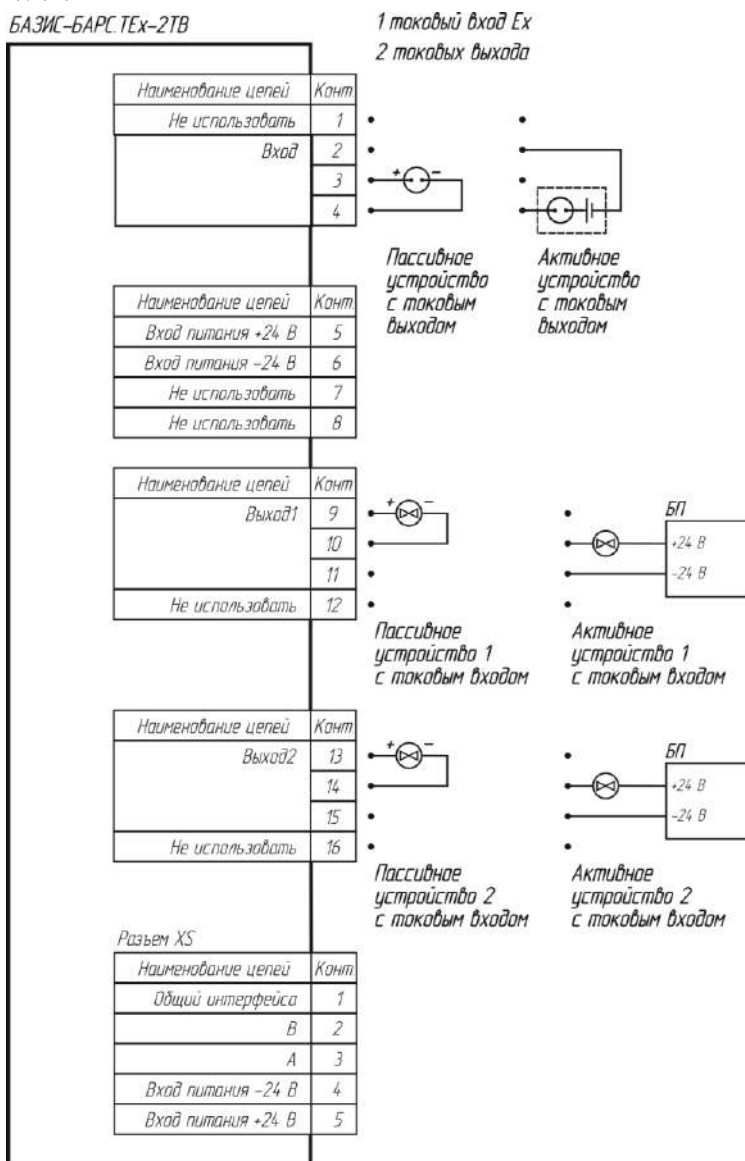 БАЗИС-БАРС.ТЕх-2ТВ
1 токовый вход Ех
2 токовых выхода
Наименование цепей Конт.
Не использовать 1
Вход 2
3
4
+ −
Пассивное
устройство
с токовым
выходом
Активное
устройство
с токовым
выходом
Наименование цепей Конт.
Вход питания +24 В 5
Вход питания −24 В 6
Не использовать 7
Не использовать 8
Наименование цепей Конт.
Выход1 9
10
11
Не использовать 12
+ −
Пассивное
устройство 1
с токовым входом
БП
+24 В
−24 В
Активное
устройство 1
с токовым входом
Наименование цепей Конт.
Выход2 13
14
15
Не использовать 16
+ −
Пассивное
устройство 2
с токовым входом
БП
+24 В
−24 В
Активное
устройство 2
с токовым входом
Разъем XS
Наименование цепей Конт.
Общий интерфейса 1
В 2
А 3
Вход питания −24 В 4
Вход питания +24 В 5